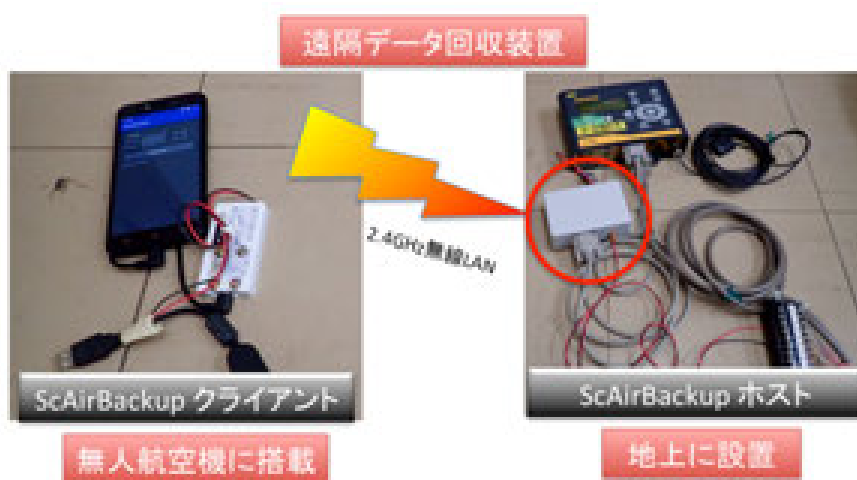 遠隔データ回収装置
2.4GHz無線LAN
ScAirBackup クライアント
ScAirBackup ホスト
無人航空機に搭載
地上に設置